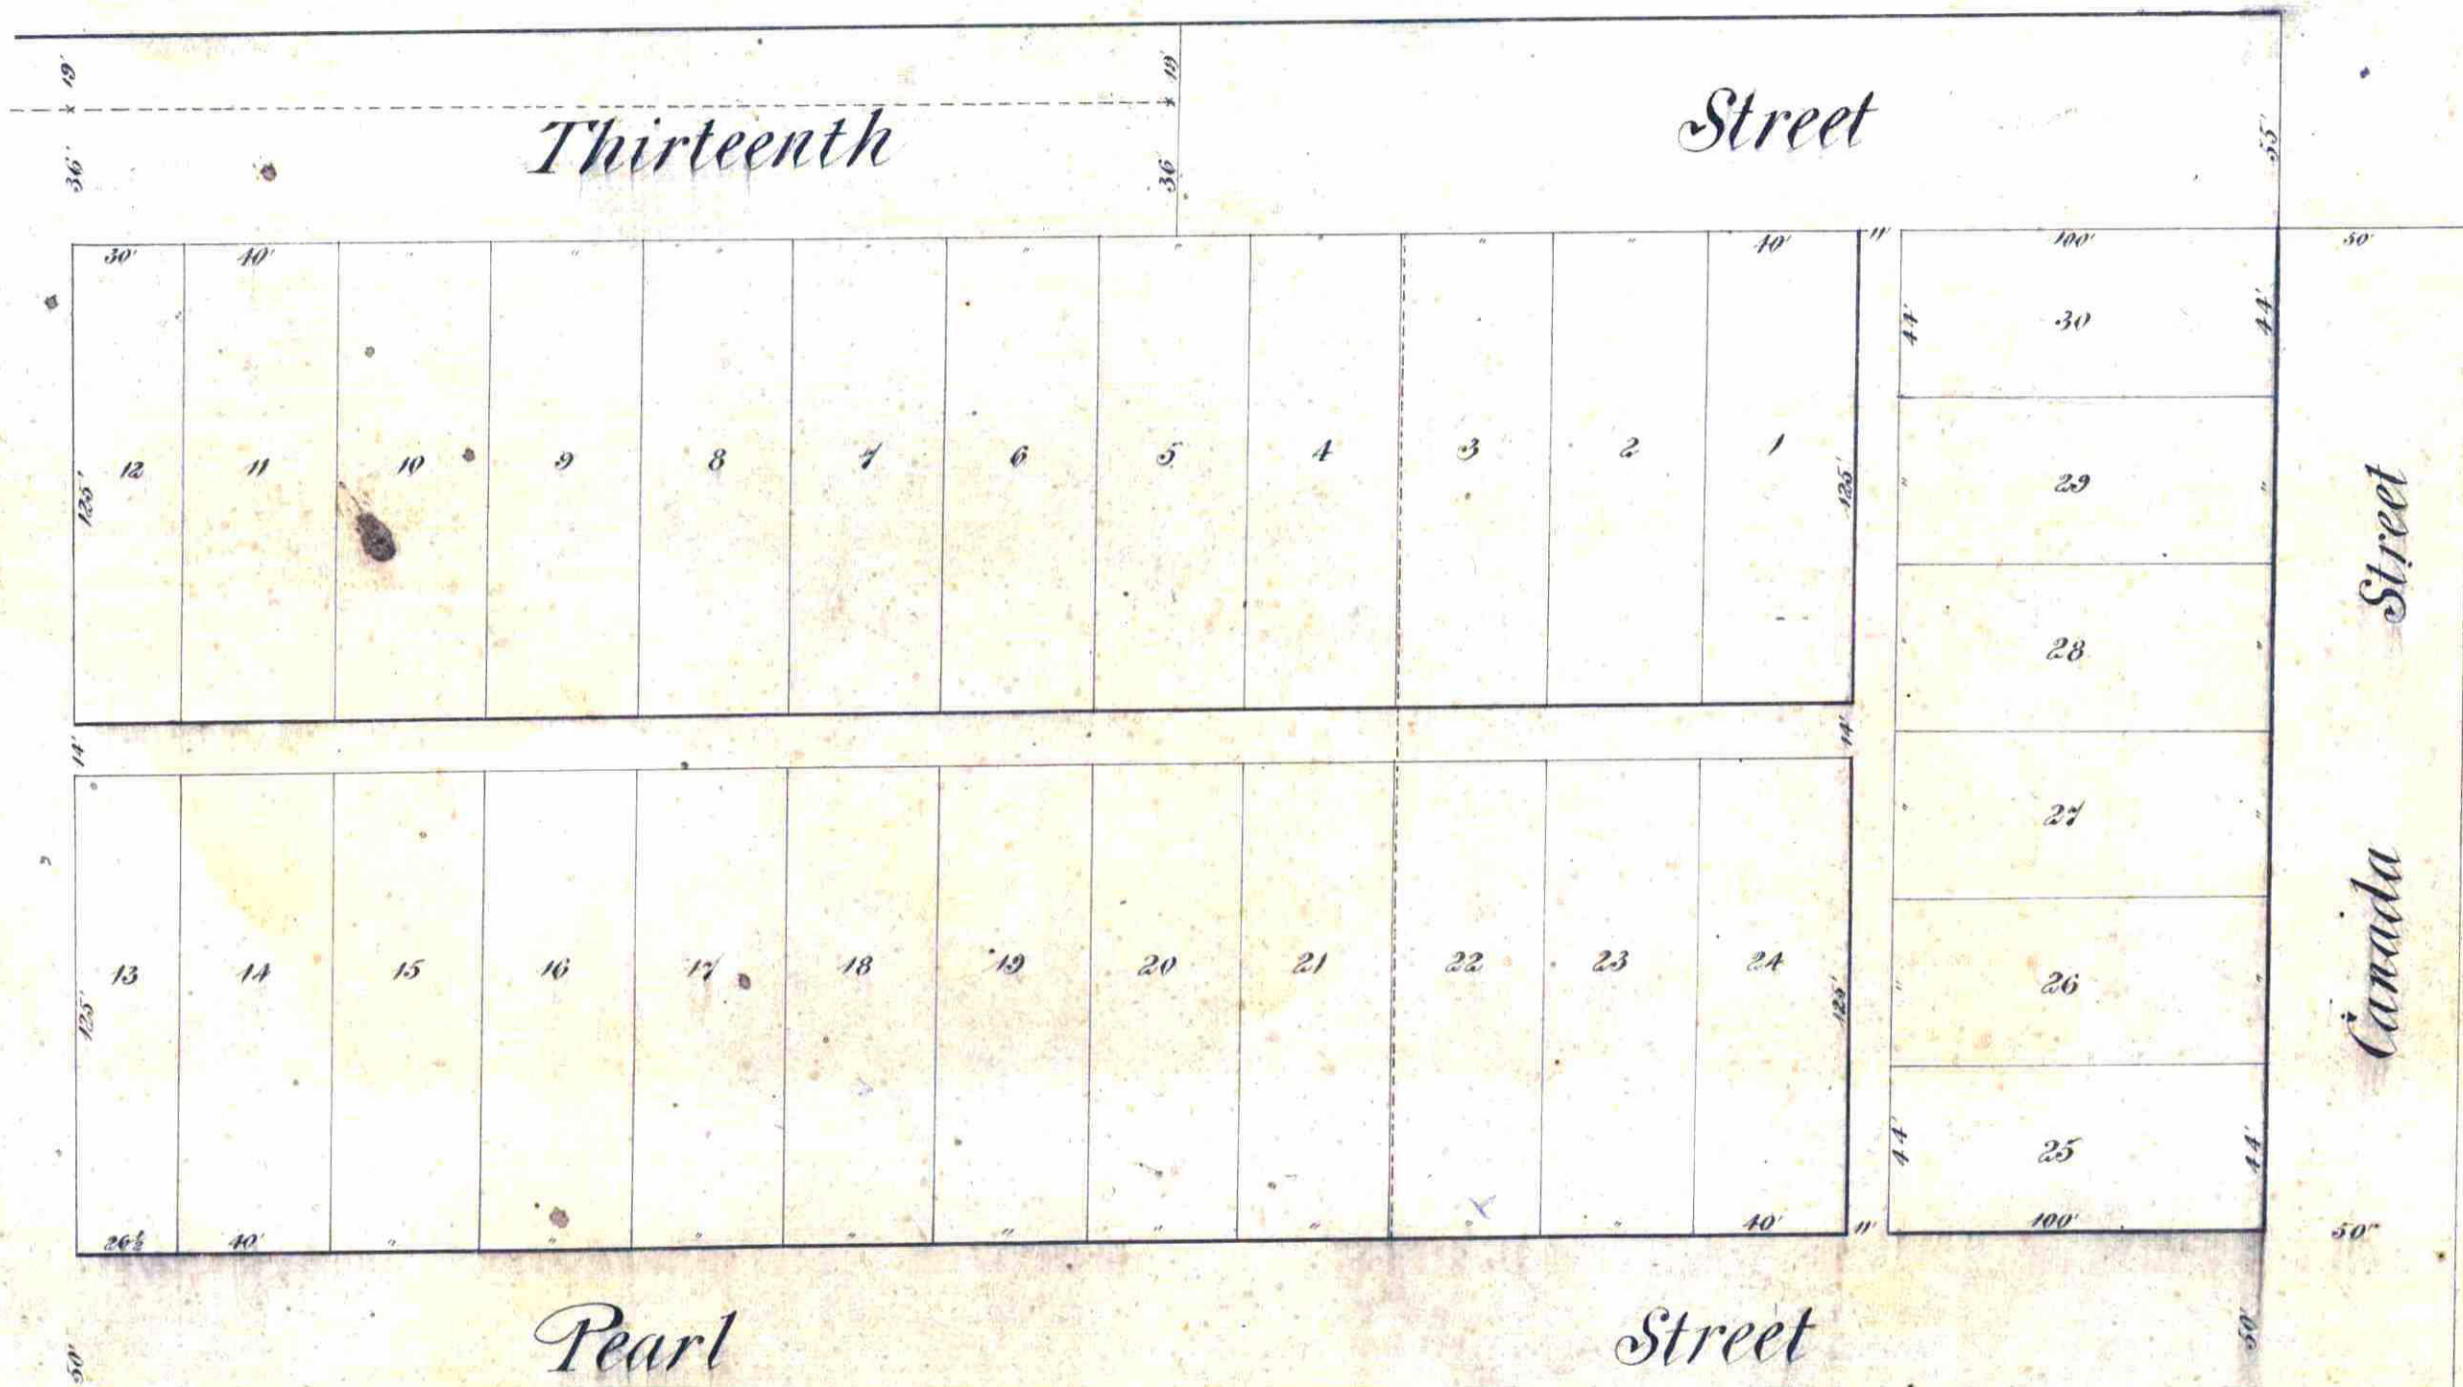 19' 19'
Thirteenth Street
36' 36' 55'
30' 40' " " " " " " " " " 40' 11' 100' 50'
44' 30 44'
12 11 10 9 8 7 6 5 4 3 2 1
125' 125'
" 29 "
Street
" 28 "
14' 14'
" 27 "
Canada
13 14 15 16 17 18 19 20 21 22 23 24
125' 125'
" 26 "
44' 25 44'
26½ 40' " " " " " " " " " 40' 11' 100' 50'
Pearl Street
50' 50'